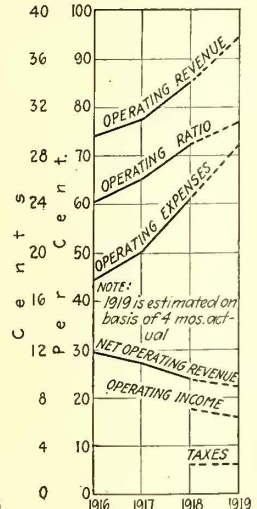 40 100
36 90
32 80
28 70
24 60
20 50
16 40
12 30
8 20
4 10
0 0
Cents
Per Cent.
OPERATING REVENUE
OPERATING RATIO
OPERATING EXPENSES
NOTE:
1919 is estimated on
basis of 4 mos. act-
ual
NET OPERATING REVENUE
OPERATING INCOME
TAXES
1916 1917 1918 1919